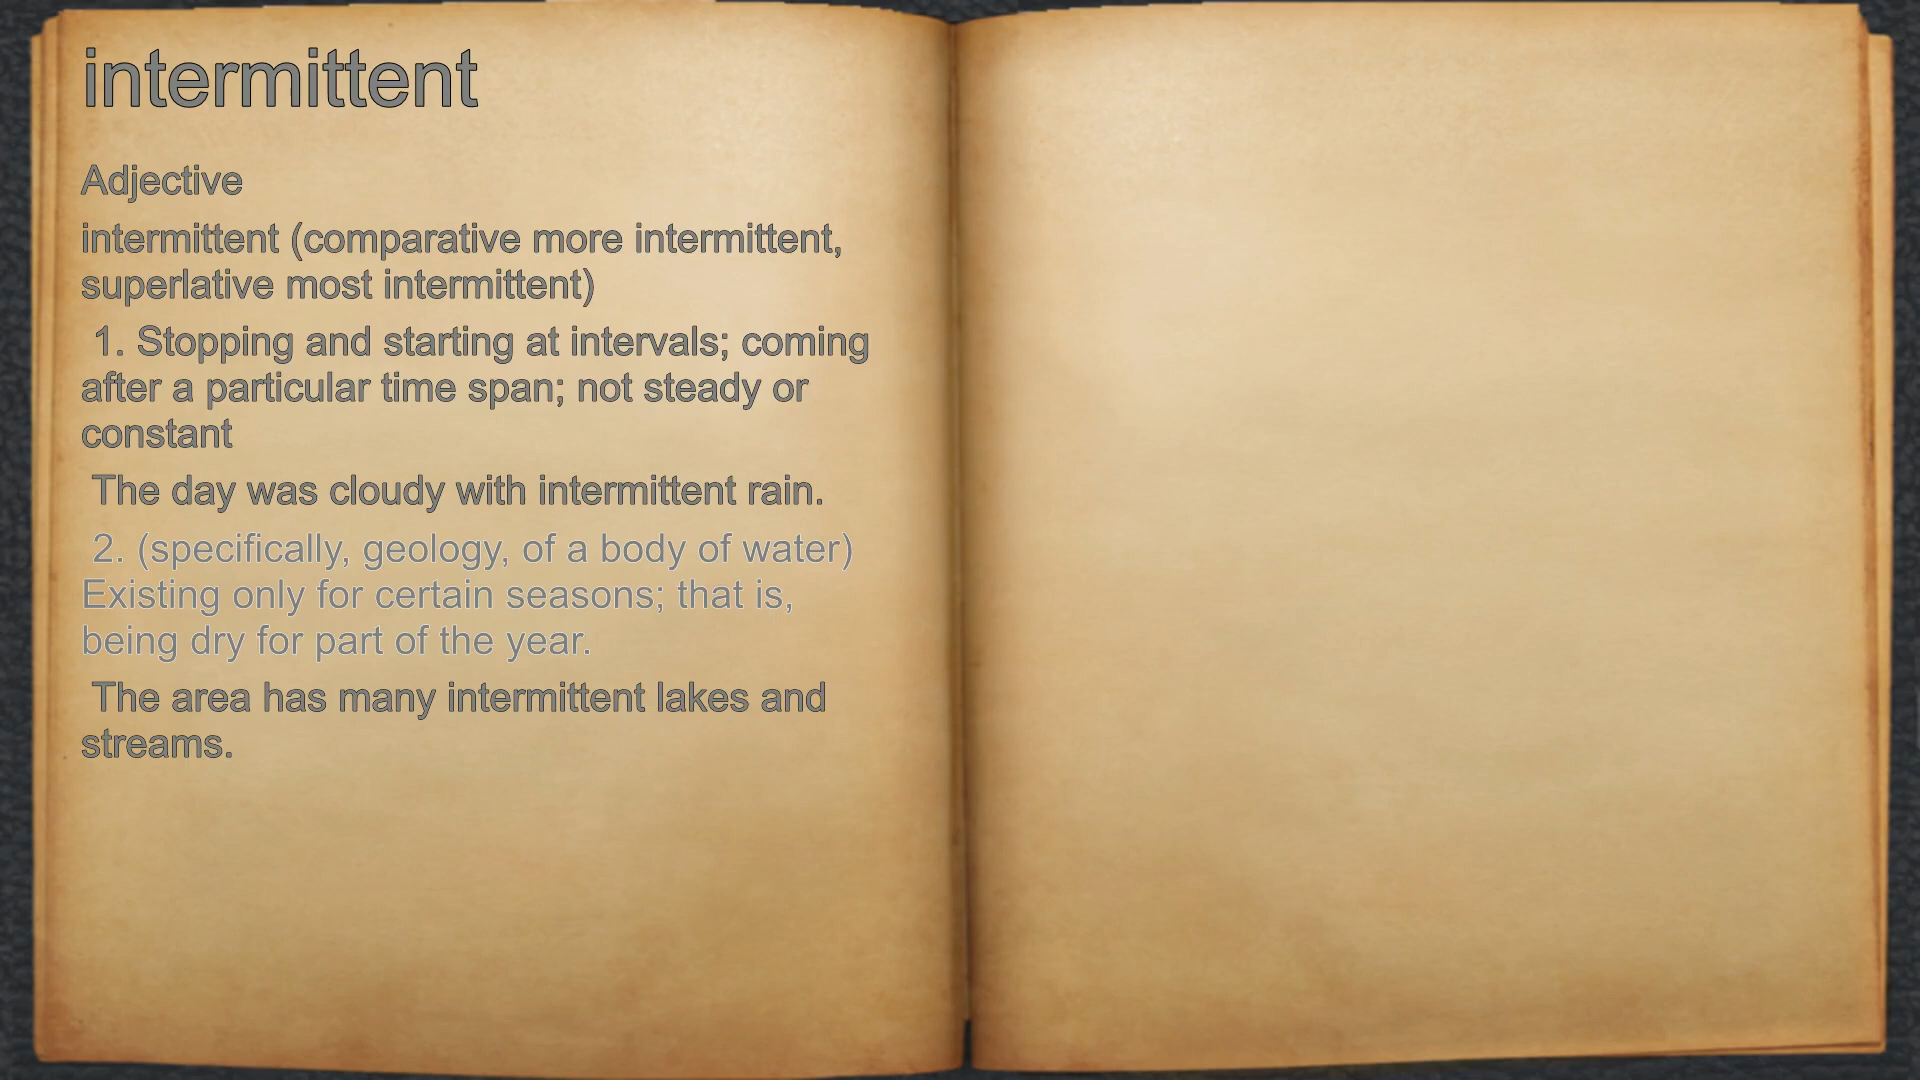 intermittent
Adjective
intermittent (comparative more intermittent,
superlative most intermittent)
1. Stopping and starting at intervals; coming
after a particular time span; not steady or
constant
The day was cloudy with intermittent rain.
2. (specifically, geology, of a body of water)
Existing only for certain seasons; that is,
being dry for part of the year.
The area has many intermittent lakes and
streams.